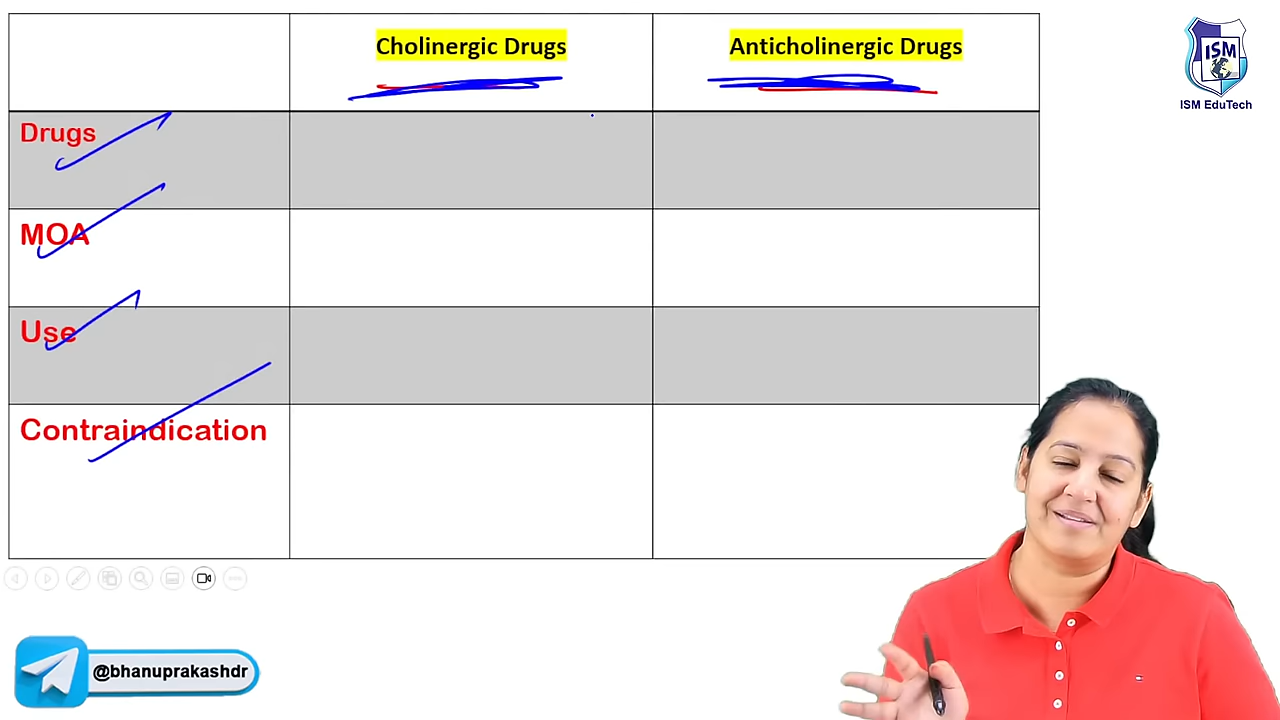 Cholinergic Drugs
Anticholinergic Drugs
ISM
ISM EduTech
Drugs
MOA
Use
Contraindication
@bhanuprakashdr